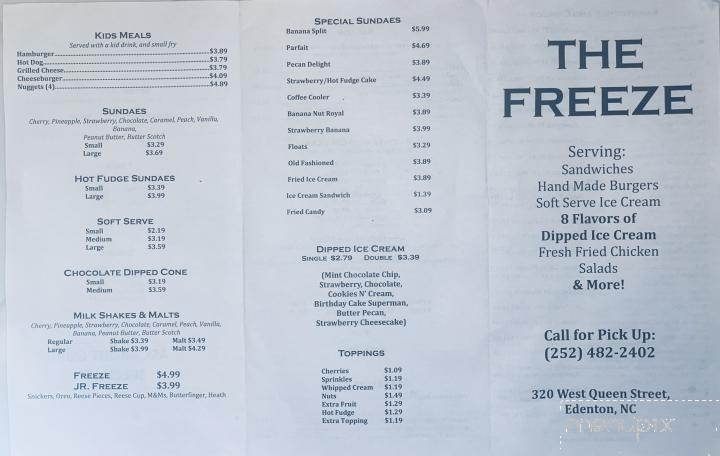 KIDS MEALS
Served with a kid drink, and small fry
Hamburger $3.89
Hot Dog $3.79
Grilled Cheese $3.79
Cheeseburger $4.09
Nuggets (4) $4.89
SUNDAES
Cherry, Pineapple, Strawberry, Chocolate, Caramel, Peach, Vanilla,
Banana,
Peanut Butter, Butter Scotch
Small $3.29
Large $3.69
HOT FUDGE SUNDAES
Small $3.39
Large $3.99
SOFT SERVE
Small $2.19
Medium $3.19
Large $3.59
CHOCOLATE DIPPED CONE
Small $3.19
Medium $3.59
MILK SHAKES & MALTS
Cherry, Pineapple, Strawberry, Chocolate, Caramel, Peach, Vanilla,
Banana, Peanut Butter, Butter Scotch
Regular Shake $3.39 Malt $3.49
Large Shake $3.99 Malt $4.29
FREEZE $4.99
JR. FREEZE $3.99
Snickers, Oreo, Reese Pieces, Reese Cup, M&Ms, Butterfinger, Heath
SPECIAL SUNDAES
Banana Split $5.99
Parfait $4.69
Pecan Delight $3.89
Strawberry/Hot Fudge Cake $4.49
Coffee Cooler $3.39
Banana Nut Royal $3.89
Strawberry Banana $3.99
Floats $3.29
Old Fashioned $3.89
Fried Ice Cream $3.89
Ice Cream Sandwich $1.39
Fried Candy $3.09
DIPPED ICE CREAM
SINGLE $2.79 DOUBLE $3.39
(Mint Chocolate Chip,
Strawberry, Chocolate,
Cookies N' Cream,
Birthday Cake Superman,
Butter Pecan,
Strawberry Cheesecake)
TOPPINGS
Cherries $1.09
Sprinkles $1.19
Whipped Cream $1.19
Nuts $1.49
Extra Fruit $1.29
Hot Fudge $1.29
Extra Topping $1.19
THE
FREEZE
Serving:
Sandwiches
Hand Made Burgers
Soft Serve Ice Cream
8 Flavors of
Dipped Ice Cream
Fresh Fried Chicken
Salads
& More!
Call for Pick Up:
(252) 482-2402
320 West Queen Street,
Edenton, NC
menupix